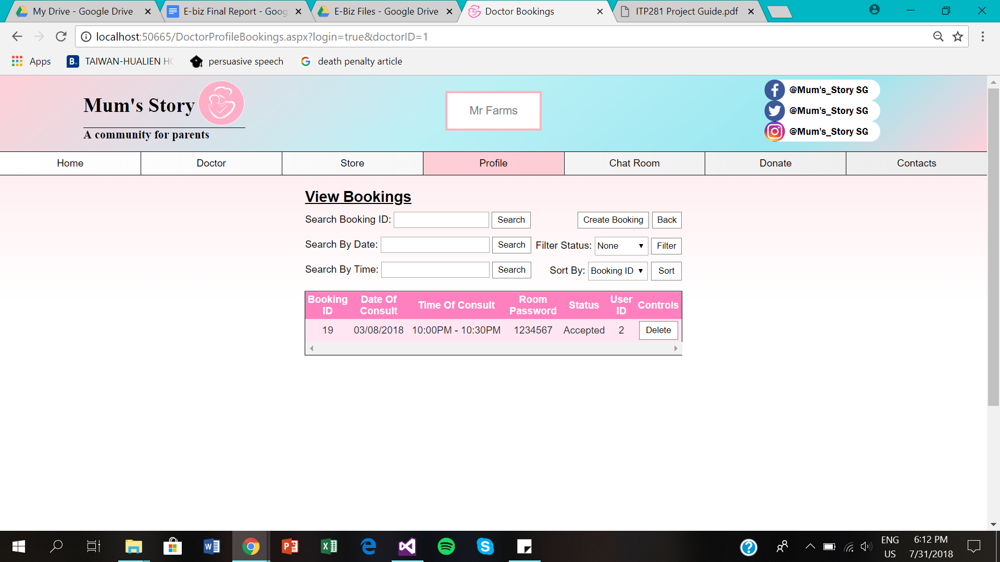 My Drive - Google Drive
E-biz Final Report - Goog
E-Biz Files - Google Drive
Doctor Bookings
ITP281 Project Guide.pdf
localhost:50665/DoctorProfileBookings.aspx?login=true&doctorID=1
Apps
B.
TAIWAN-HUALIEN HO
persuasive speech
death penalty article
Mum's Story
A community for parents
Mr Farms
@Mum's_Story SG
@Mum's_Story SG
@Mum's_Story SG
Home
Doctor
Store
Profile
Chat Room
Donate
Contacts
View Bookings
Search Booking ID:
Search
Create Booking
Back
Search By Date:
Search
Filter Status:
None
Filter
Search By Time:
Search
Sort By:
Booking ID
Sort
Booking ID
Date Of Consult
Time Of Consult
Room Password
Status
User ID
Controls
19
03/08/2018
10:00PM - 10:30PM
1234567
Accepted
2
Delete
ENG
US
6:12 PM
7/31/2018